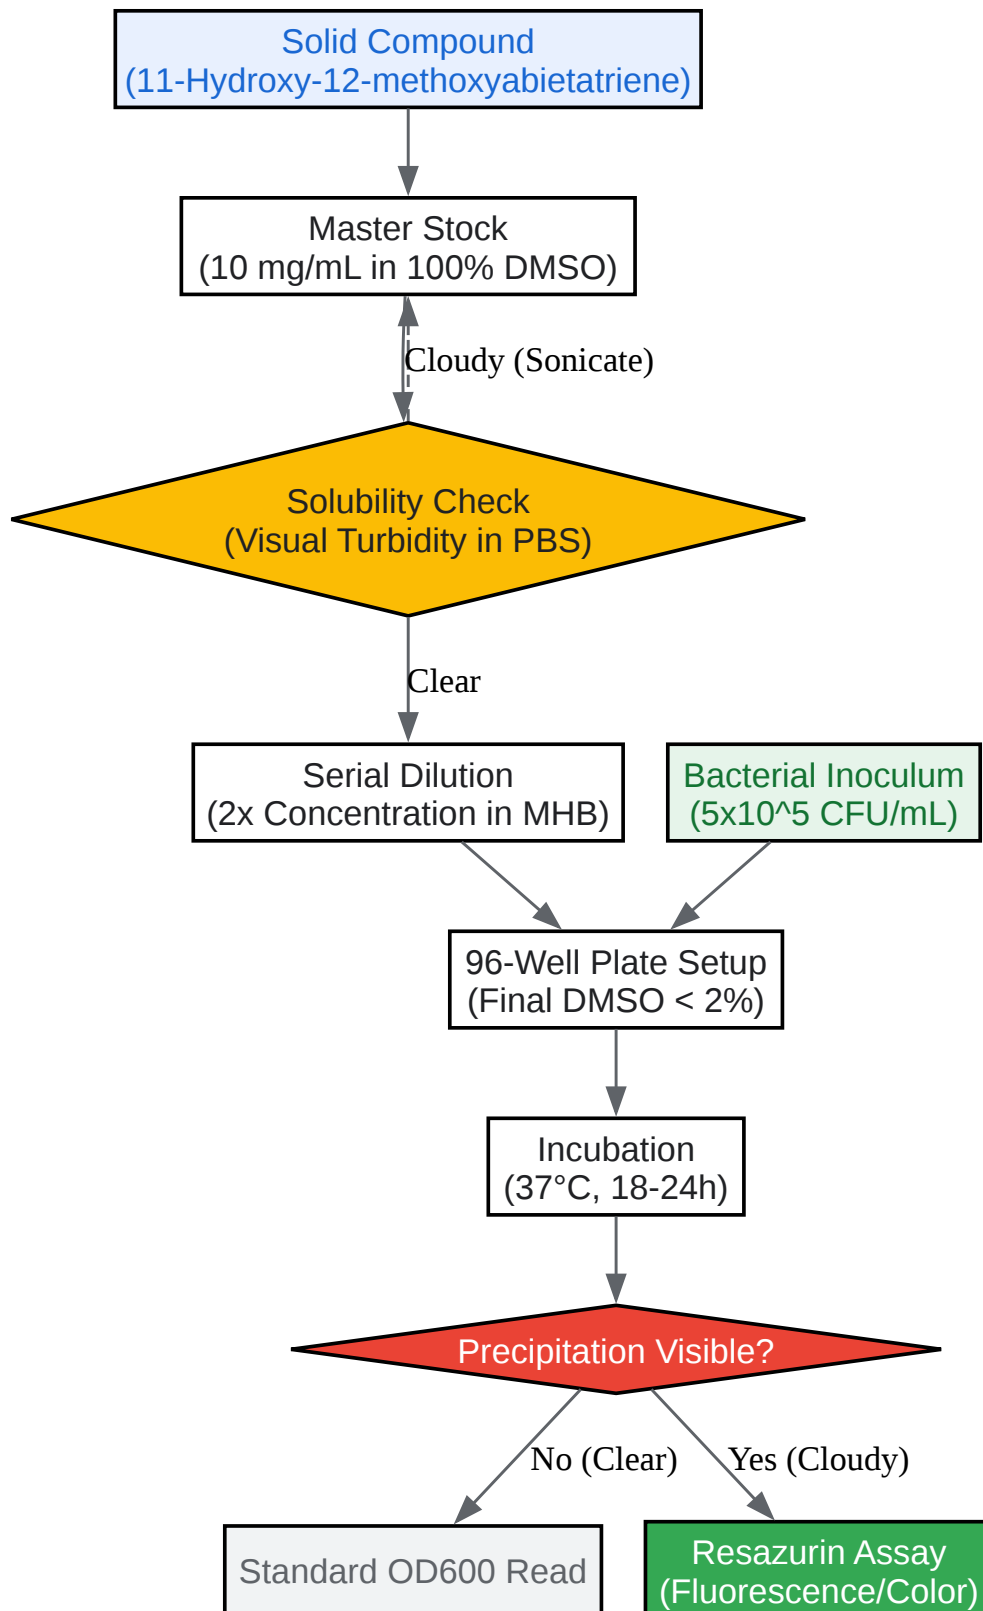 Solid Compound
(11-Hydroxy-12-methoxyabietatriene)
Master Stock
(10 mg/mL in 100% DMSO)
Cloudy (Sonicate)
Solubility Check
(Visual Turbidity in PBS)
Clear
Serial Dilution
(2x Concentration in MHB)
Bacterial Inoculum
(5x10^5 CFU/mL)
96-Well Plate Setup
(Final DMSO < 2%)
Incubation
(37°C, 18-24h)
Precipitation Visible?
No (Clear)
Yes (Cloudy)
Standard OD600 Read
Resazurin Assay
(Fluorescence/Color)